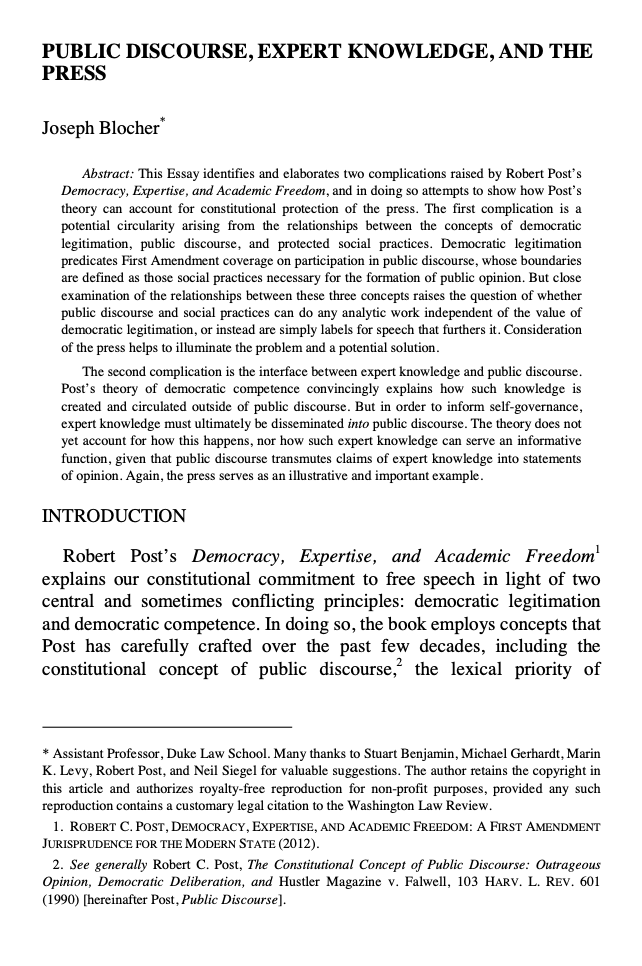 PUBLIC DISCOURSE, EXPERT KNOWLEDGE, AND THE
PRESS
Joseph Blocher*
Abstract: This Essay identifies and elaborates two complications raised by Robert Post’s
Democracy, Expertise, and Academic Freedom, and in doing so attempts to show how Post’s
theory can account for constitutional protection of the press. The first complication is a
potential circularity arising from the relationships between the concepts of democratic
legitimation, public discourse, and protected social practices. Democratic legitimation
predicates First Amendment coverage on participation in public discourse, whose boundaries
are defined as those social practices necessary for the formation of public opinion. But close
examination of the relationships between these three concepts raises the question of whether
public discourse and social practices can do any analytic work independent of the value of
democratic legitimation, or instead are simply labels for speech that furthers it. Consideration
of the press helps to illuminate the problem and a potential solution.
The second complication is the interface between expert knowledge and public discourse.
Post’s theory of democratic competence convincingly explains how such knowledge is
created and circulated outside of public discourse. But in order to inform self-governance,
expert knowledge must ultimately be disseminated into public discourse. The theory does not
yet account for how this happens, nor how such expert knowledge can serve an informative
function, given that public discourse transmutes claims of expert knowledge into statements
of opinion. Again, the press serves as an illustrative and important example.
INTRODUCTION
Robert Post’s Democracy, Expertise, and Academic Freedom1
explains our constitutional commitment to free speech in light of two
central and sometimes conflicting principles: democratic legitimation
and democratic competence. In doing so, the book employs concepts that
Post has carefully crafted over the past few decades, including the
constitutional concept of public discourse,2 the lexical priority of
* Assistant Professor, Duke Law School. Many thanks to Stuart Benjamin, Michael Gerhardt, Marin
K. Levy, Robert Post, and Neil Siegel for valuable suggestions. The author retains the copyright in
this article and authorizes royalty-free reproduction for non-profit purposes, provided any such
reproduction contains a customary legal citation to the Washington Law Review.
1. ROBERT C. POST, DEMOCRACY, EXPERTISE, AND ACADEMIC FREEDOM: A FIRST AMENDMENT
JURISPRUDENCE FOR THE MODERN STATE (2012).
2. See generally Robert C. Post, The Constitutional Concept of Public Discourse: Outrageous
Opinion, Democratic Deliberation, and Hustler Magazine v. Falwell, 103 HARV. L. REV. 601
(1990) [hereinafter Post, Public Discourse].